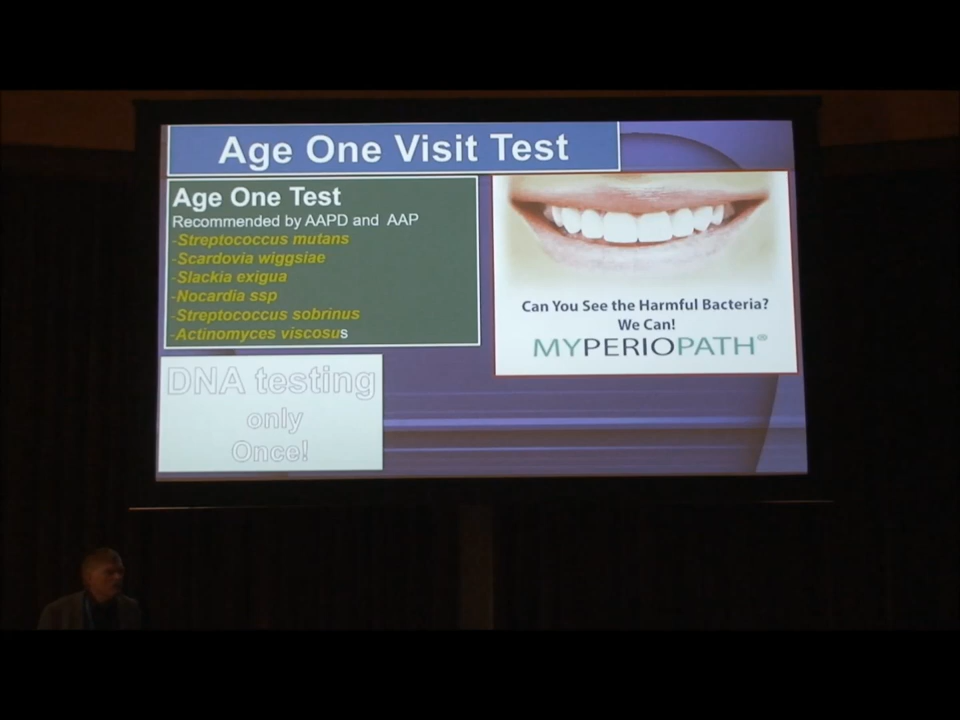 Age One Visit Test
Age One Test
Recommended by AAPD and AAP
-Streptococcus mutans
-Scardovia wiggsiae
-Slackia exigua
-Nocardia ssp
-Streptococcus sobrinus
-Actinomyces viscosus
DNA testing
only
Once!
Can You See the Harmful Bacteria?
We Can!
MYPERIOPATH®